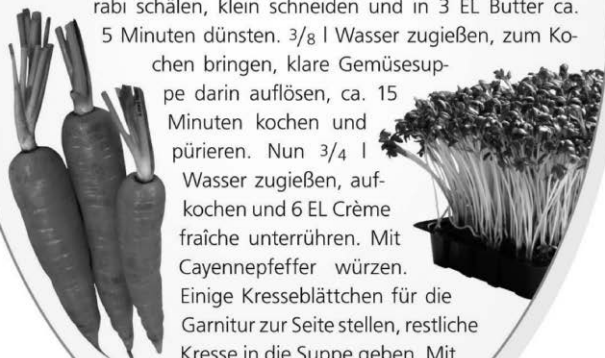 rabi schälen, klein schneiden und in 3 EL Butter ca.
5 Minuten dünsten. 3/8 l Wasser zugießen, zum Ko-
chen bringen, klare Gemüsesup-
pe darin auflösen, ca. 15
Minuten kochen und
pürieren. Nun 3/4 l
Wasser zugießen, auf-
kochen und 6 EL Crème
fraîche unterrühren. Mit
Cayennepfeffer würzen.
Einige Kresseblättchen für die
Garnitur zur Seite stellen, restliche
Kresse in die Suppe geben. Mit